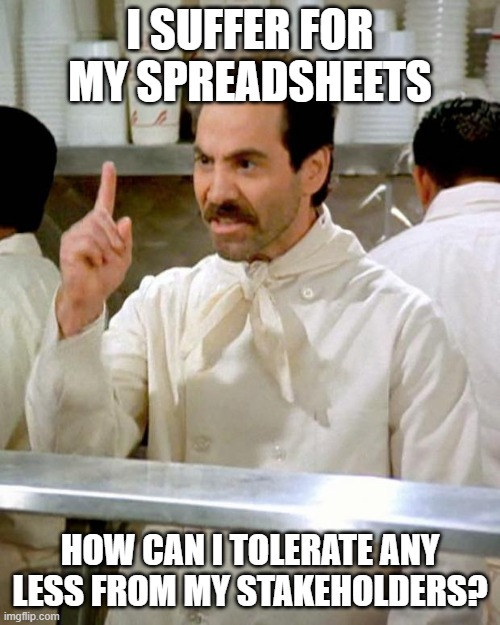 I SUFFER FOR
MY SPREADSHEETS
HOW CAN I TOLERATE ANY
LESS FROM MY STAKEHOLDERS?
imgflip.com